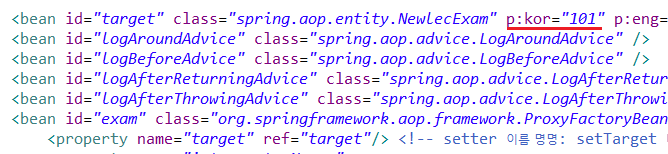 <bean id="target" class="spring.aop.entity.NewlecExam" p:kor="101" p:eng=
<bean id="logAroundAdvice" class="spring.aop.advice.LogAroundAdvice" />
<bean id="logBeforeAdvice" class="spring.aop.advice.LogBeforeAdvice" />
<bean id="logAfterReturningAdvice" class="spring.aop.advice.LogAfterRetur
<bean id="logAfterThrowingAdvice" class="spring.aop.advice.LogAfterThrowi
<bean id="exam" class="org.springframework.aop.framework.ProxyFactoryBean
<property name="target" ref="target"/> <!-- setter 이름 명명: setTarget